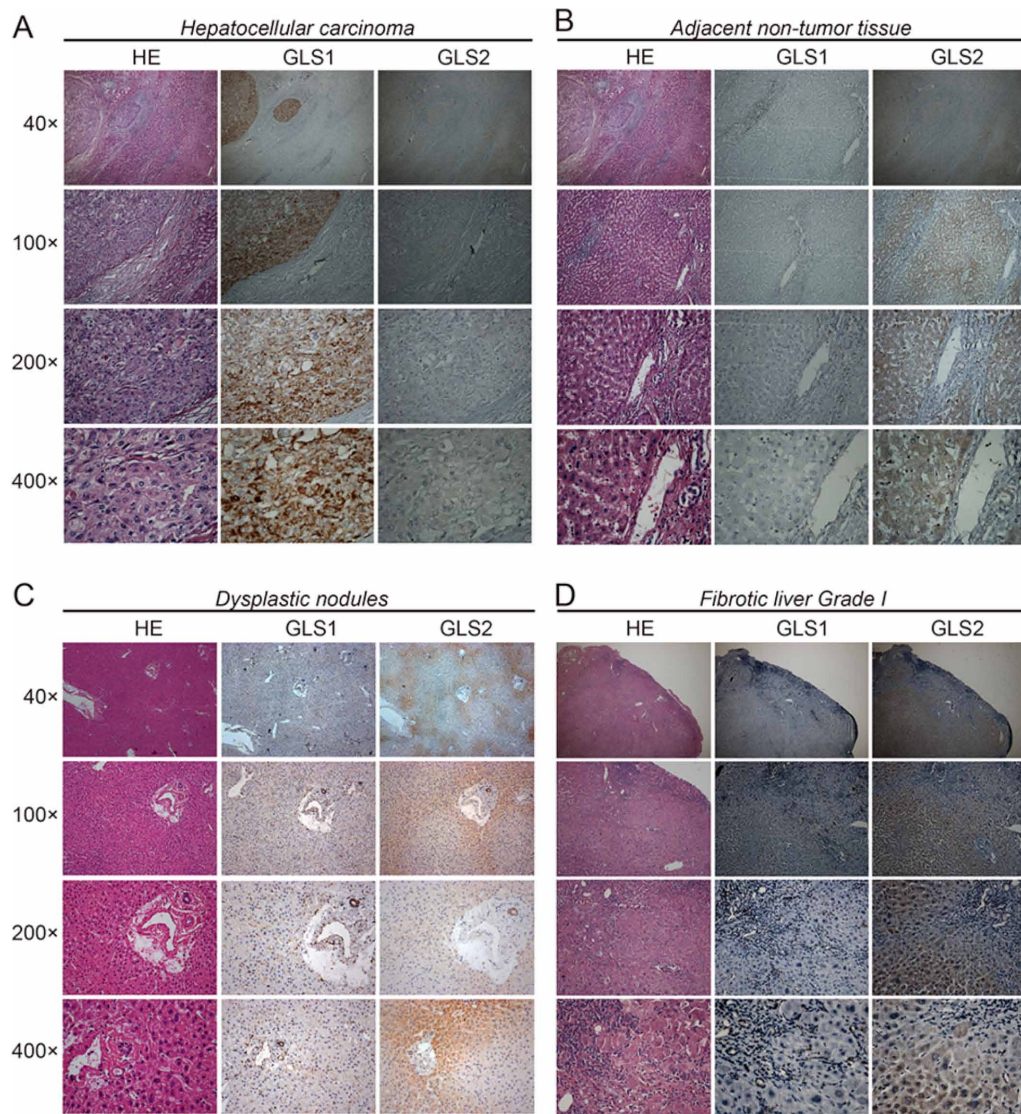 A
Hepatocellular carcinoma
HE GLS1 GLS2
40×
100×
200×
400×
B
Adjacent non-tumor tissue
HE GLS1 GLS2
C
Dysplastic nodules
HE GLS1 GLS2
40×
100×
200×
400×
D
Fibrotic liver Grade I
HE GLS1 GLS2